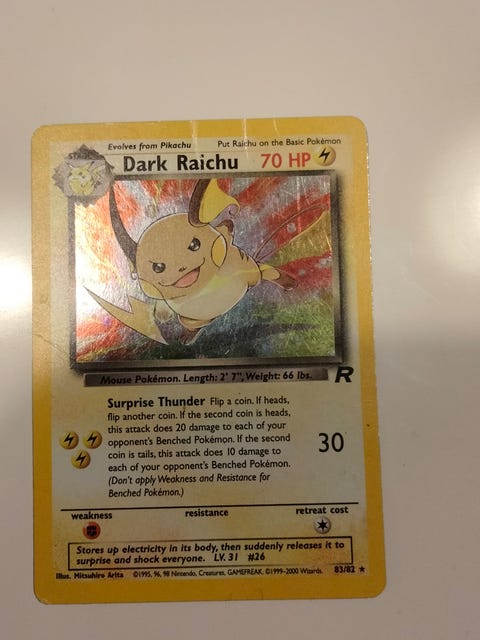 Evolves from Pikachu Put Raichu on the Basic Pokémon
STAGE 1 Dark Raichu 70 HP
Mouse Pokémon. Length: 2' 7", Weight: 66 lbs.
R
Surprise Thunder Flip a coin. If heads,
flip another coin. If the second coin is heads,
this attack does 20 damage to each of your
opponent's Benched Pokémon. If the second
coin is tails, this attack does 10 damage to
each of your opponent's Benched Pokémon.
(Don't apply Weakness and Resistance for
Benched Pokémon.)
30
weakness resistance retreat cost
Stores up electricity in its body, then suddenly releases it to
surprise and shock everyone. LV. 31 #26
Illus. Mitsuhiro Arita ©1995, 96, 98 Nintendo, Creatures, GAMEFREAK. ©1999-2000 Wizards. 83/82 ★